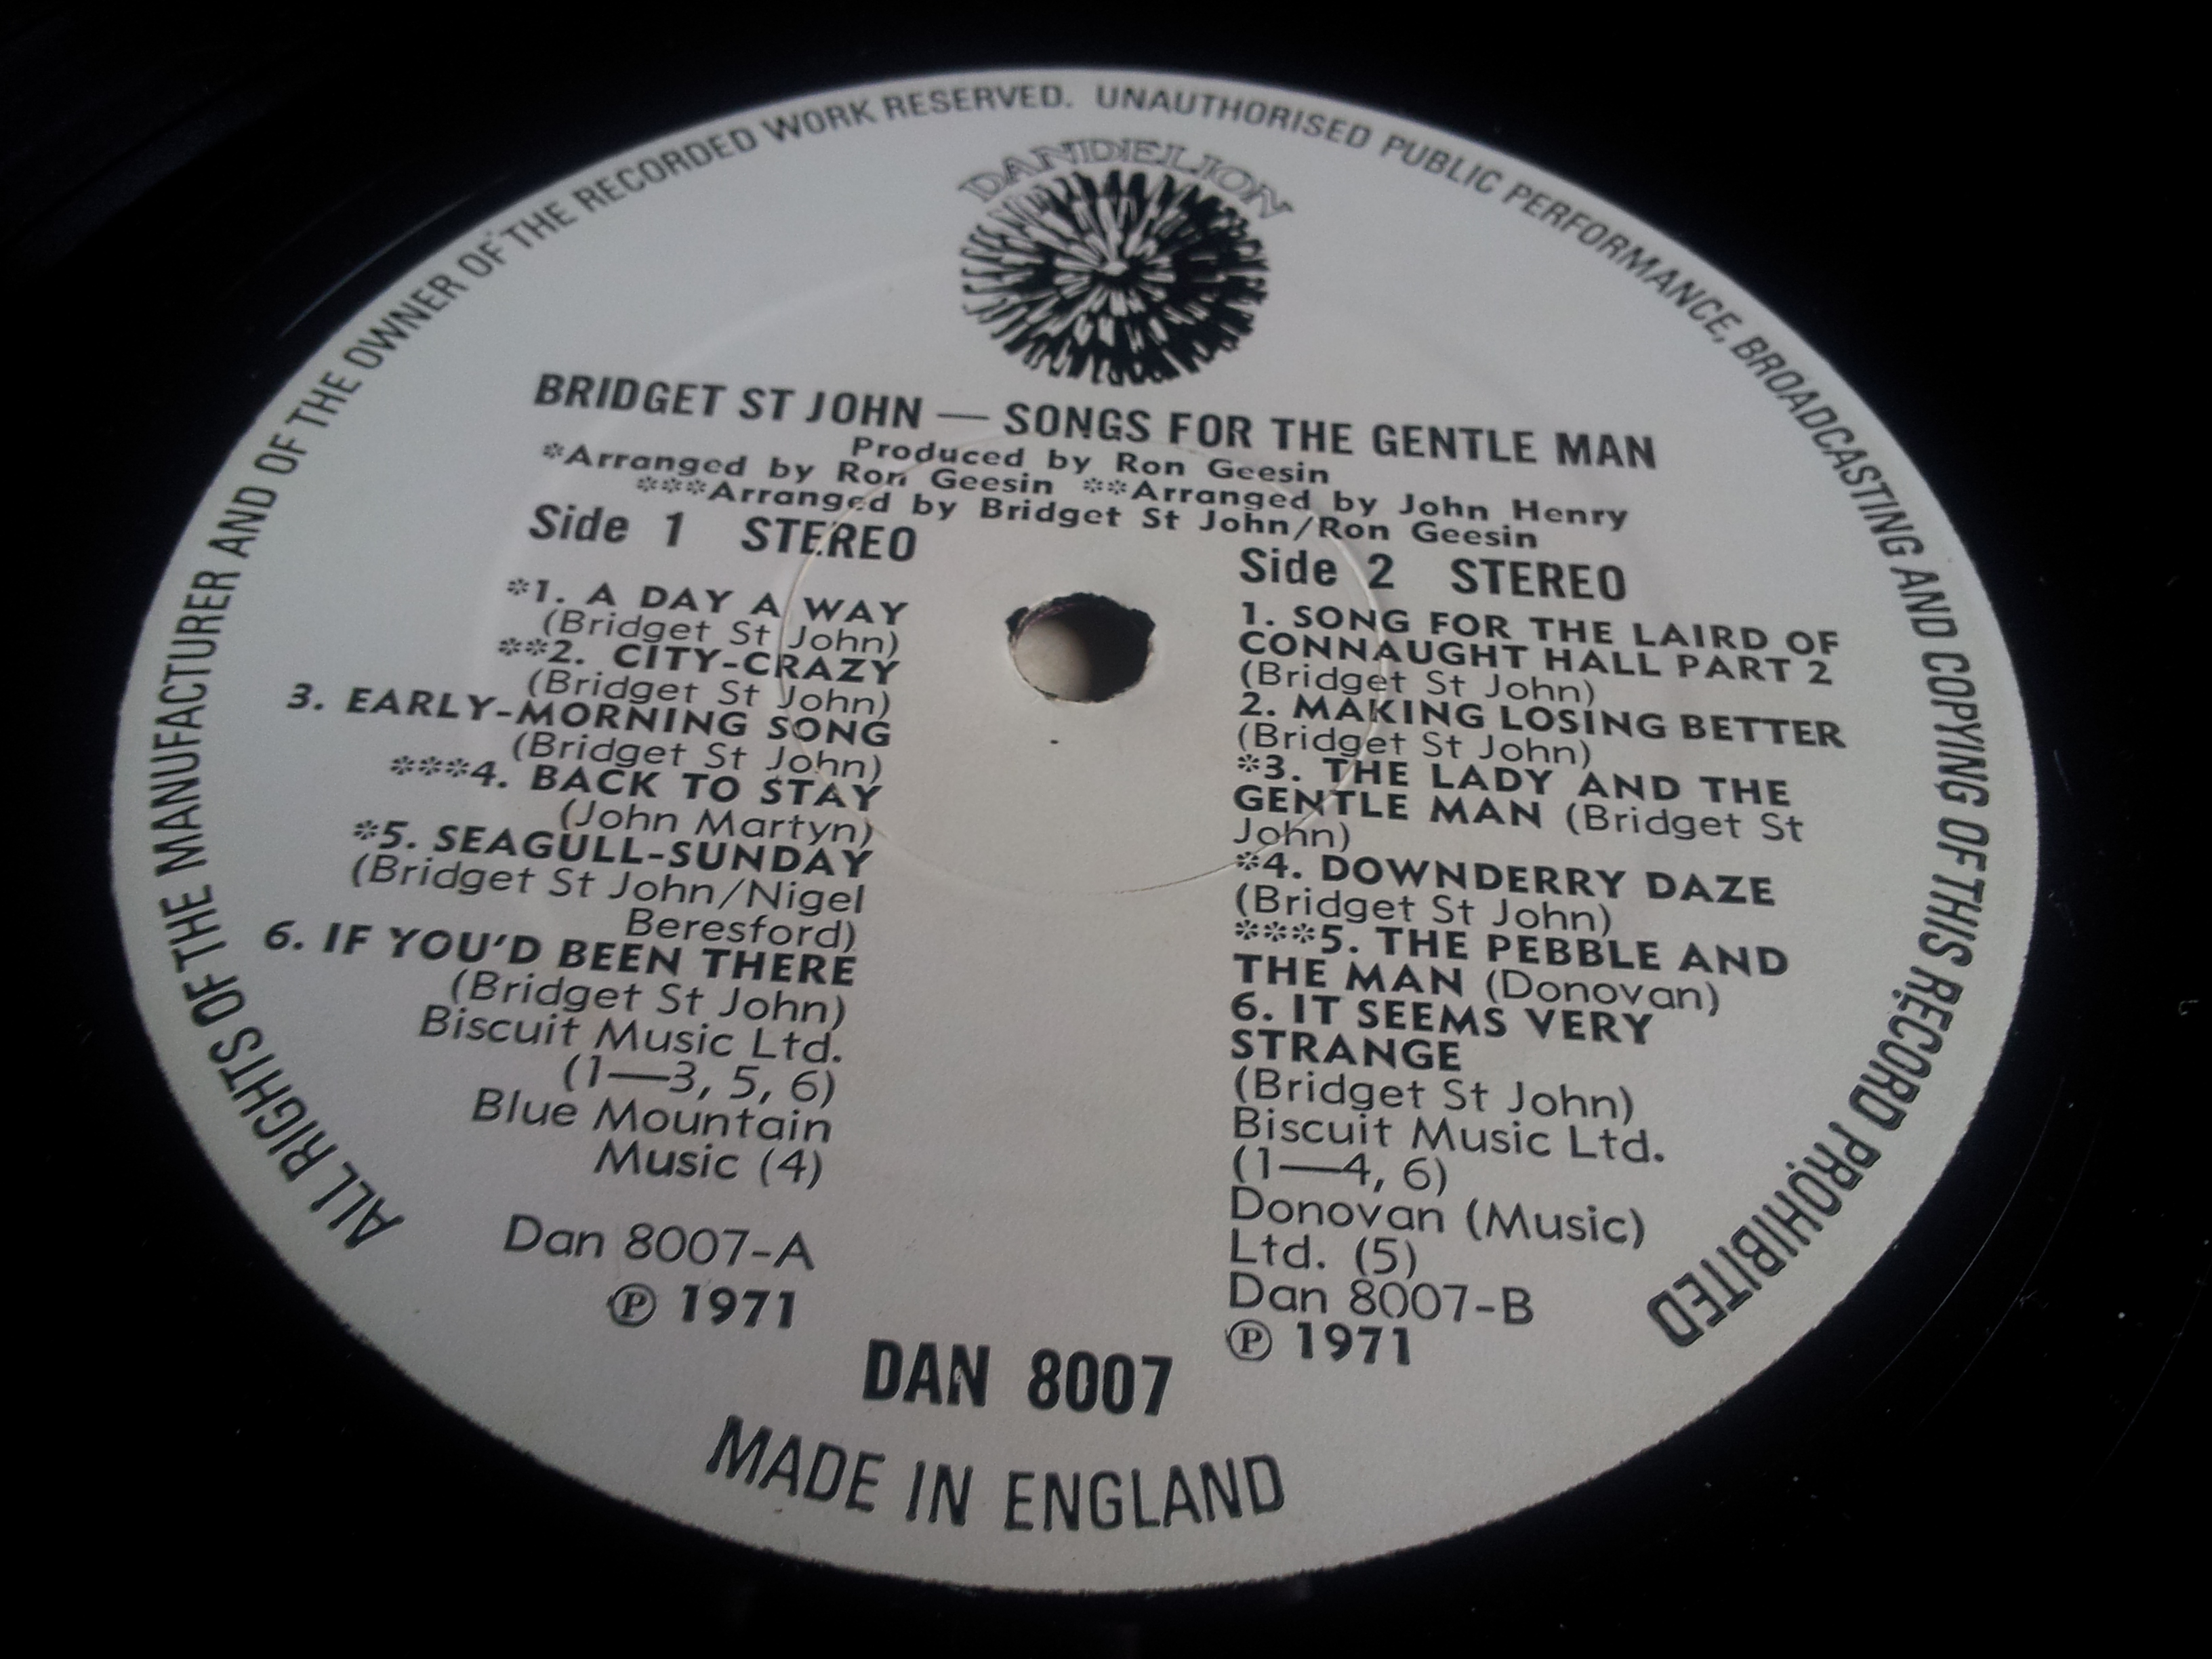 ALL RIGHTS OF THE MANUFACTURER AND OF THE OWNER OF THE RECORDED WORK RESERVED. UNAUTHORISED PUBLIC PERFORMANCE, BROADCASTING AND COPYING OF THIS RECORD PROHIBITED
DANDELION
BRIDGET ST JOHN — SONGS FOR THE GENTLE MAN
Produced by Ron Geesin
*Arranged by Ron Geesin **Arranged by John Henry
***Arranged by Bridget St John/Ron Geesin
Side 1 STEREO
*1. A DAY A WAY
(Bridget St John)
**2. CITY-CRAZY
(Bridget St John)
3. EARLY-MORNING SONG
(Bridget St John)
***4. BACK TO STAY
(John Martyn)
*5. SEAGULL-SUNDAY
(Bridget St John/Nigel
Beresford)
6. IF YOU'D BEEN THERE
(Bridget St John)
Biscuit Music Ltd.
(1—3, 5, 6)
Blue Mountain
Music (4)
Dan 8007-A
Ⓟ 1971
Side 2 STEREO
1. SONG FOR THE LAIRD OF
CONNAUGHT HALL PART 2
(Bridget St John)
2. MAKING LOSING BETTER
(Bridget St John)
*3. THE LADY AND THE
GENTLE MAN (Bridget St
John)
*4. DOWNDERRY DAZE
(Bridget St John)
***5. THE PEBBLE AND
THE MAN (Donovan)
6. IT SEEMS VERY
STRANGE
(Bridget St John)
Biscuit Music Ltd.
(1—4, 6)
Donovan (Music)
Ltd. (5)
Dan 8007-B
Ⓟ 1971
DAN 8007
MADE IN ENGLAND